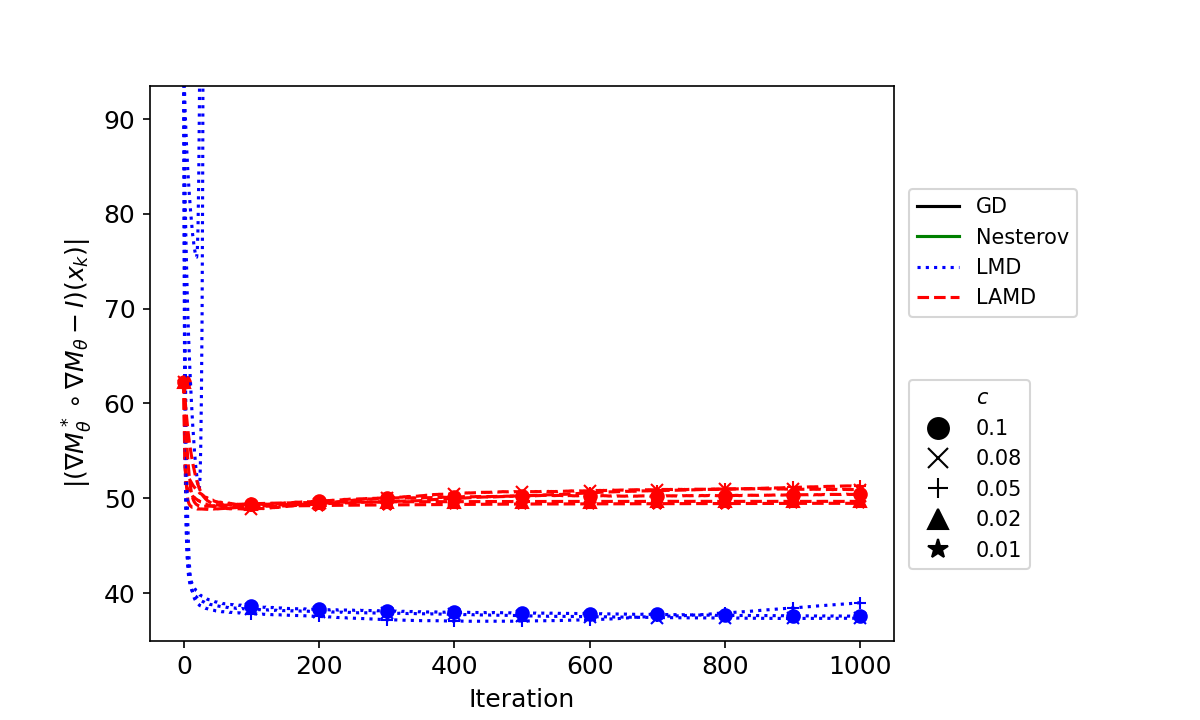 90
80
70
60
50
40
|(∇M*_θ ∘ ∇M_θ − I)(x_k)|
0
200
400
600
800
1000
Iteration
GD
Nesterov
LMD
LAMD
c
0.1
0.08
0.05
0.02
0.01